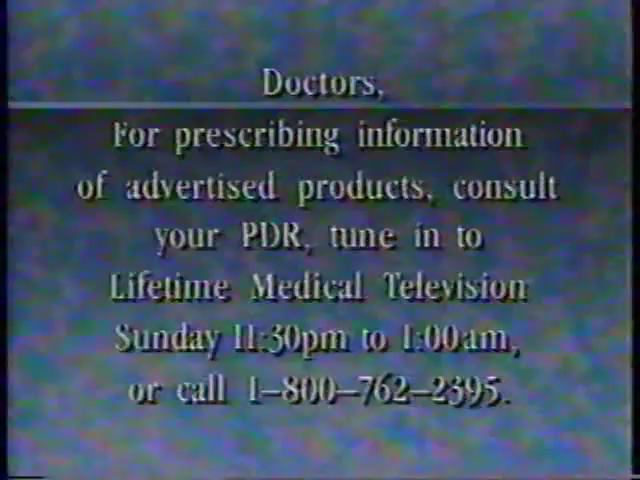 Doctors,
For prescribing information
of advertised products, consult
your PDR, tune in to
Lifetime Medical Television
Sunday 11:30pm to 1:00am,
or call 1–800–762–2395.